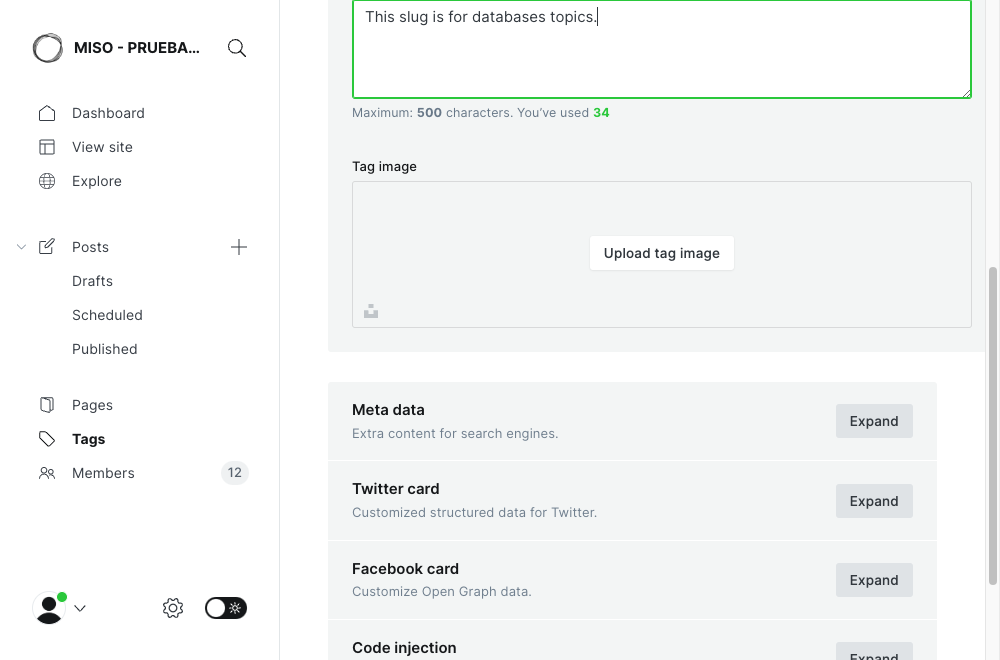 MISO - PRUEBA...
Dashboard
View site
Explore
Posts
Drafts
Scheduled
Published
Pages
Tags
Members
12
This slug is for databases topics.
Maximum: 500 characters. You’ve used 34
Tag image
Upload tag image
Meta data
Extra content for search engines.
Expand
Twitter card
Customized structured data for Twitter.
Expand
Facebook card
Customize Open Graph data.
Expand
Code injection
Expand